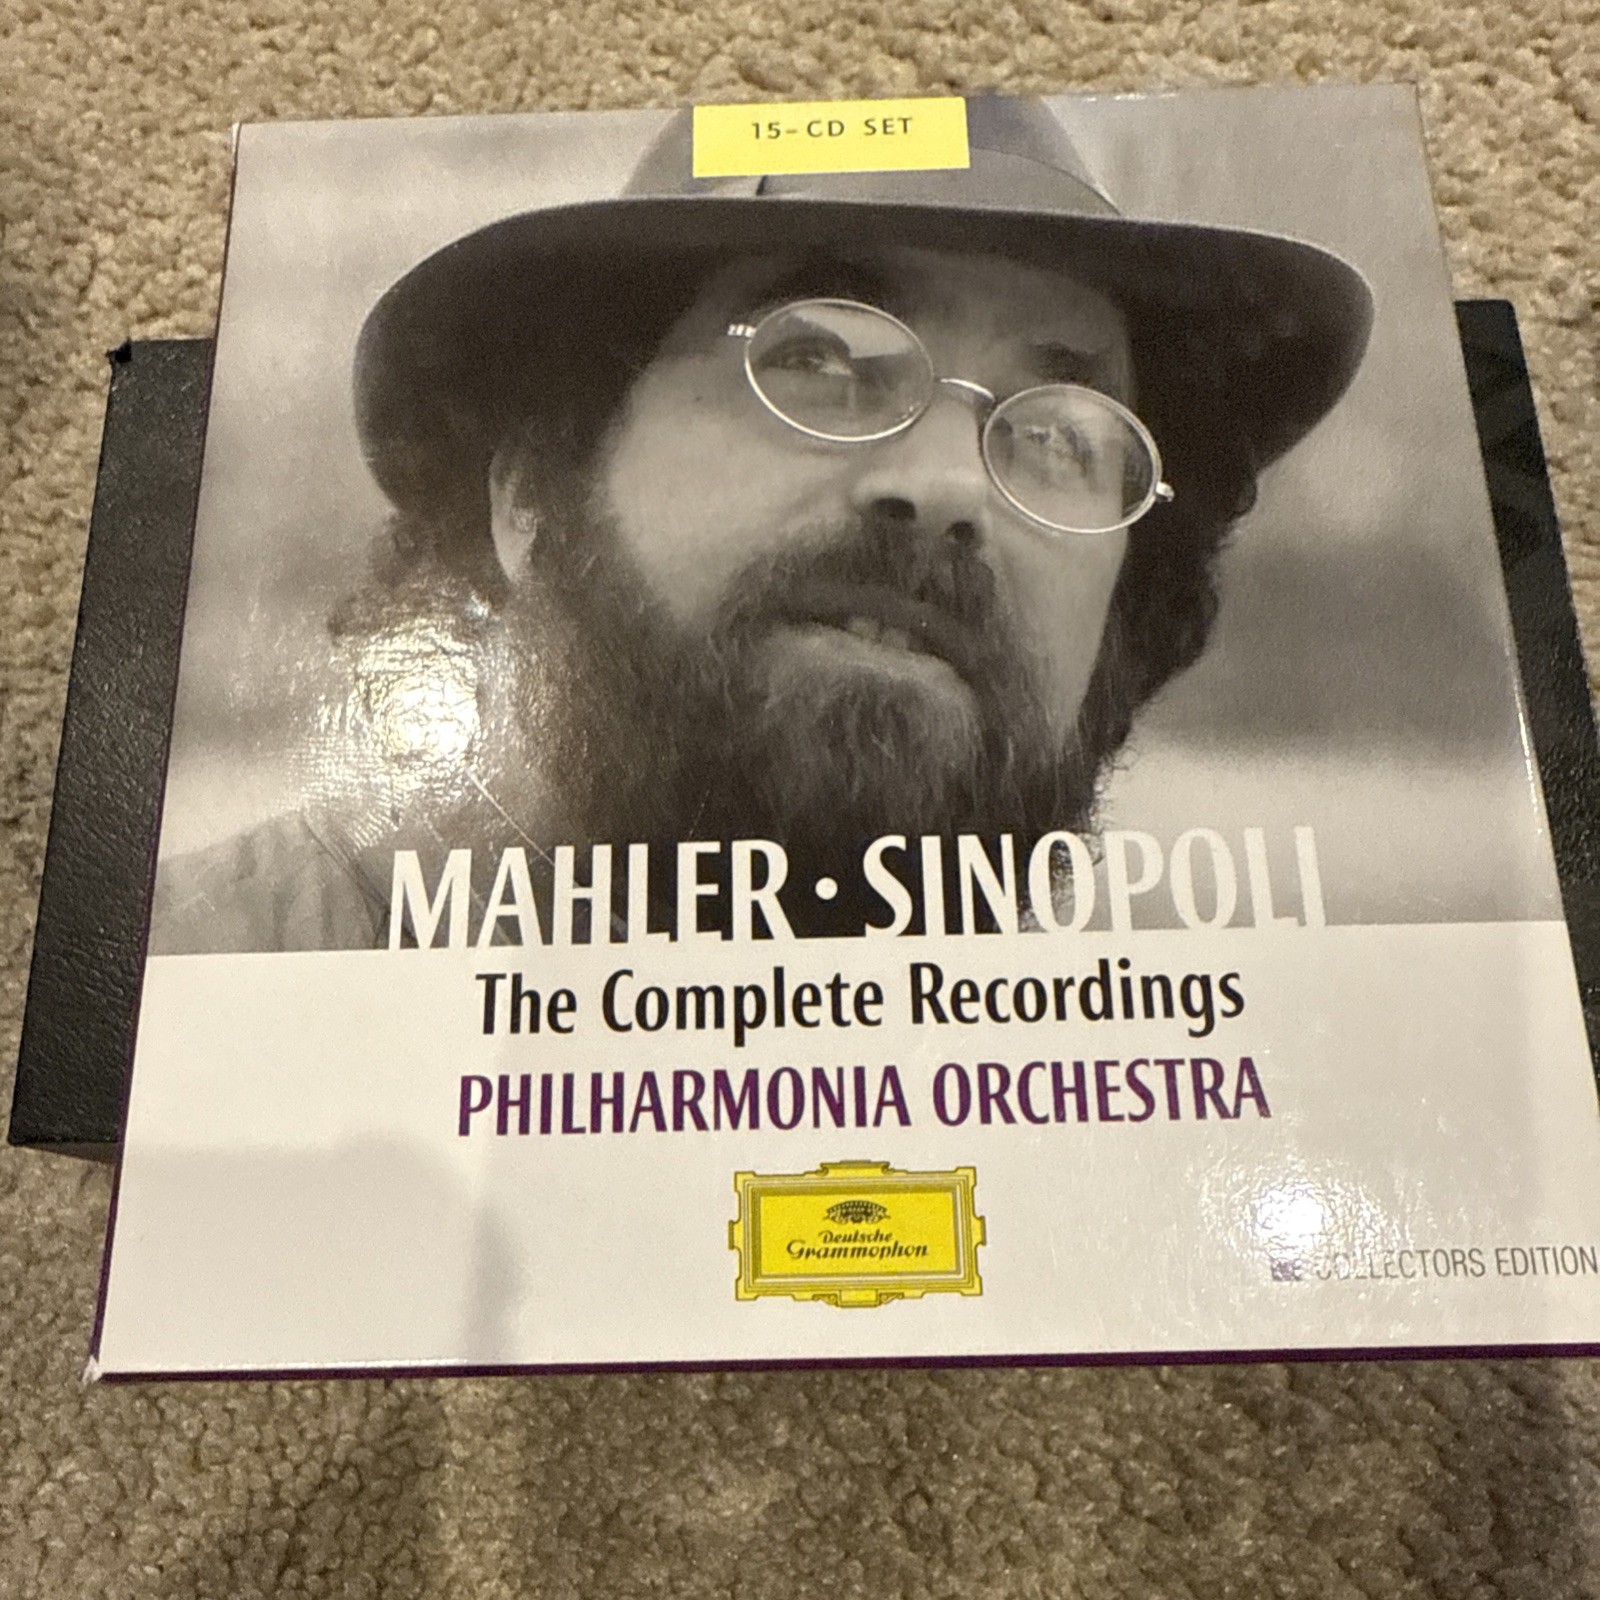 15-CD SET
MAHLER · SINOPOLI
The Complete Recordings
PHILHARMONIA ORCHESTRA
Deutsche
Grammophon
COLLECTORS EDITION